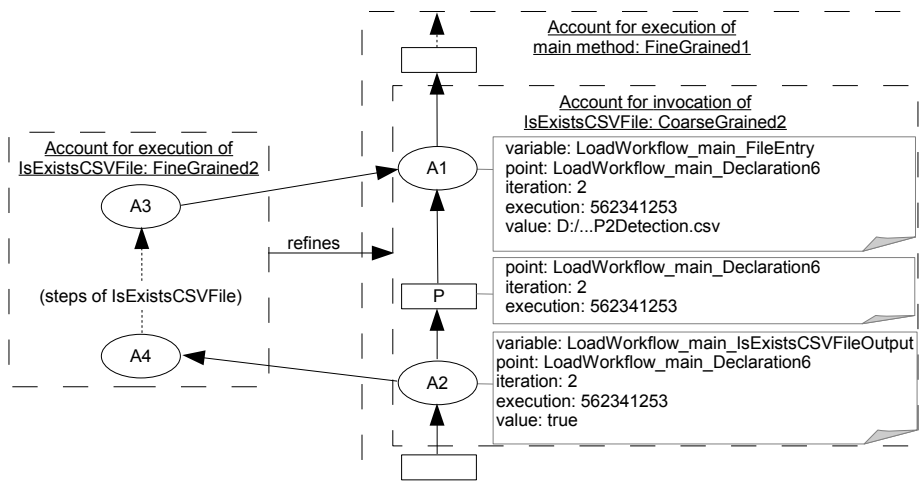 Account for execution of
main method: FineGrained1
Account for invocation of
IsExistsCSVFile: CoarseGrained2
Account for execution of
IsExistsCSVFile: FineGrained2
A1
variable: LoadWorkflow_main_FileEntry
point: LoadWorkflow_main_Declaration6
iteration: 2
execution: 562341253
value: D:/...P2Detection.csv
A3
refines
(steps of IsExistsCSVFile)
P
point: LoadWorkflow_main_Declaration6
iteration: 2
execution: 562341253
A4
A2
variable: LoadWorkflow_main_IsExistsCSVFileOutput
point: LoadWorkflow_main_Declaration6
iteration: 2
execution: 562341253
value: true